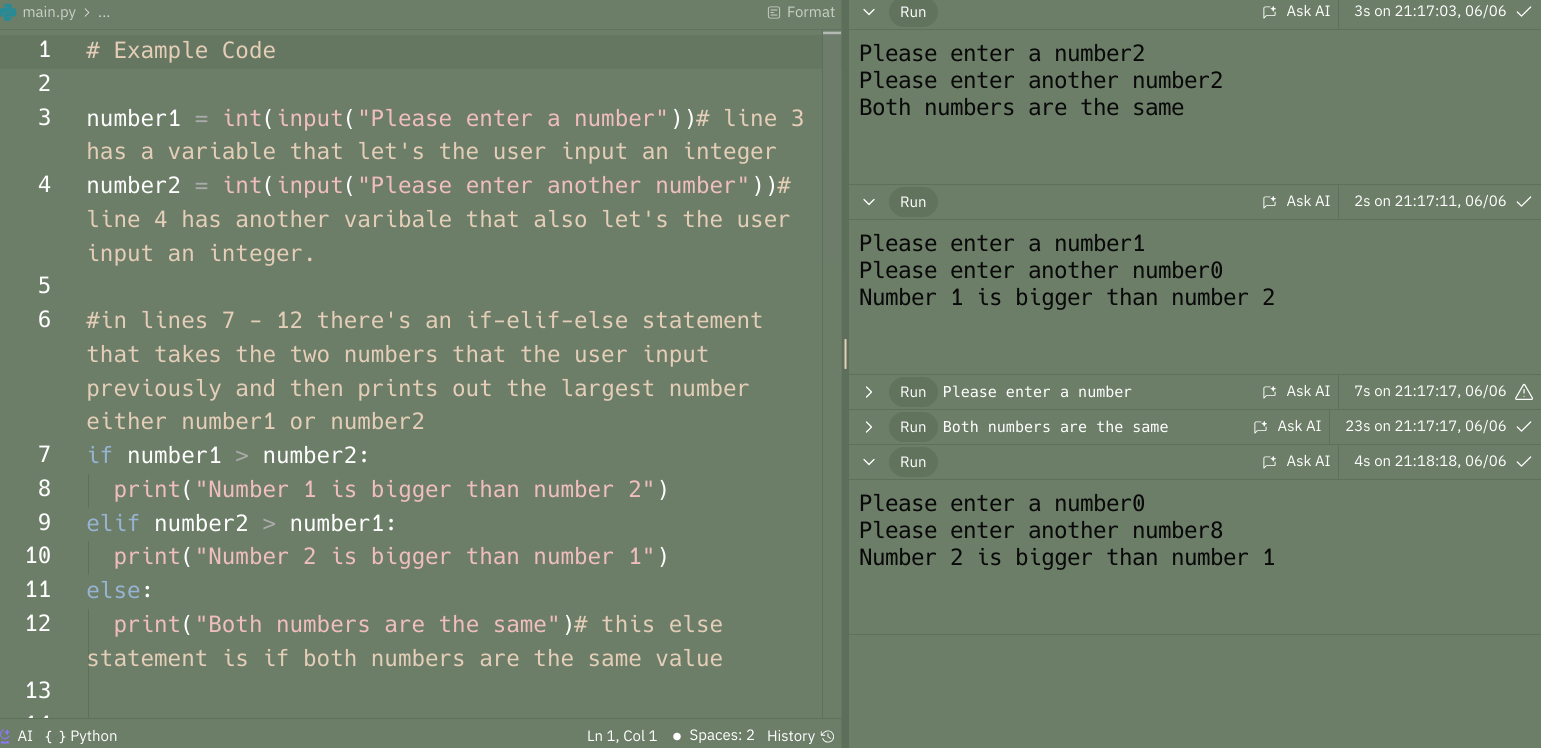 main.py > ...
Format
1 # Example Code
2
3 number1 = int(input("Please enter a number"))# line 3
has a variable that let's the user input an integer
4 number2 = int(input("Please enter another number"))#
line 4 has another varibale that also let's the user
input an integer.
5
6 #in lines 7 - 12 there's an if-elif-else statement
that takes the two numbers that the user input
previously and then prints out the largest number
either number1 or number2
7 if number1 > number2:
8 print("Number 1 is bigger than number 2")
9 elif number2 > number1:
10 print("Number 2 is bigger than number 1")
11 else:
12 print("Both numbers are the same")# this else
statement is if both numbers are the same value
13
AI { } Python
Ln 1, Col 1 • Spaces: 2 History
Run Ask AI 3s on 21:17:03, 06/06
Please enter a number2
Please enter another number2
Both numbers are the same
Run Ask AI 2s on 21:17:11, 06/06
Please enter a number1
Please enter another number0
Number 1 is bigger than number 2
Run Please enter a number Ask AI 7s on 21:17:17, 06/06
Run Both numbers are the same Ask AI 23s on 21:17:17, 06/06
Run Ask AI 4s on 21:18:18, 06/06
Please enter a number0
Please enter another number8
Number 2 is bigger than number 1